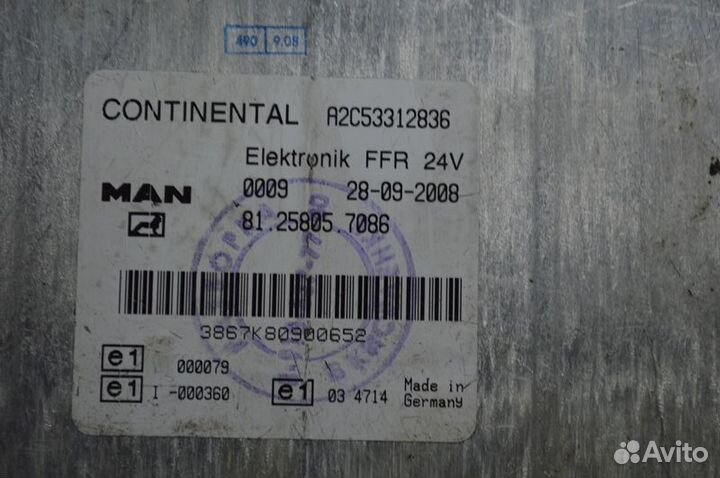 490 9.08
CONTINENTAL A2C53312836
Elektronik FFR 24V
MAN 0009 28-09-2008
81.25805.7086
3867K80900652
e1 000079
e1 I -000360 e1 03 4714
Made in
Germany
Avito